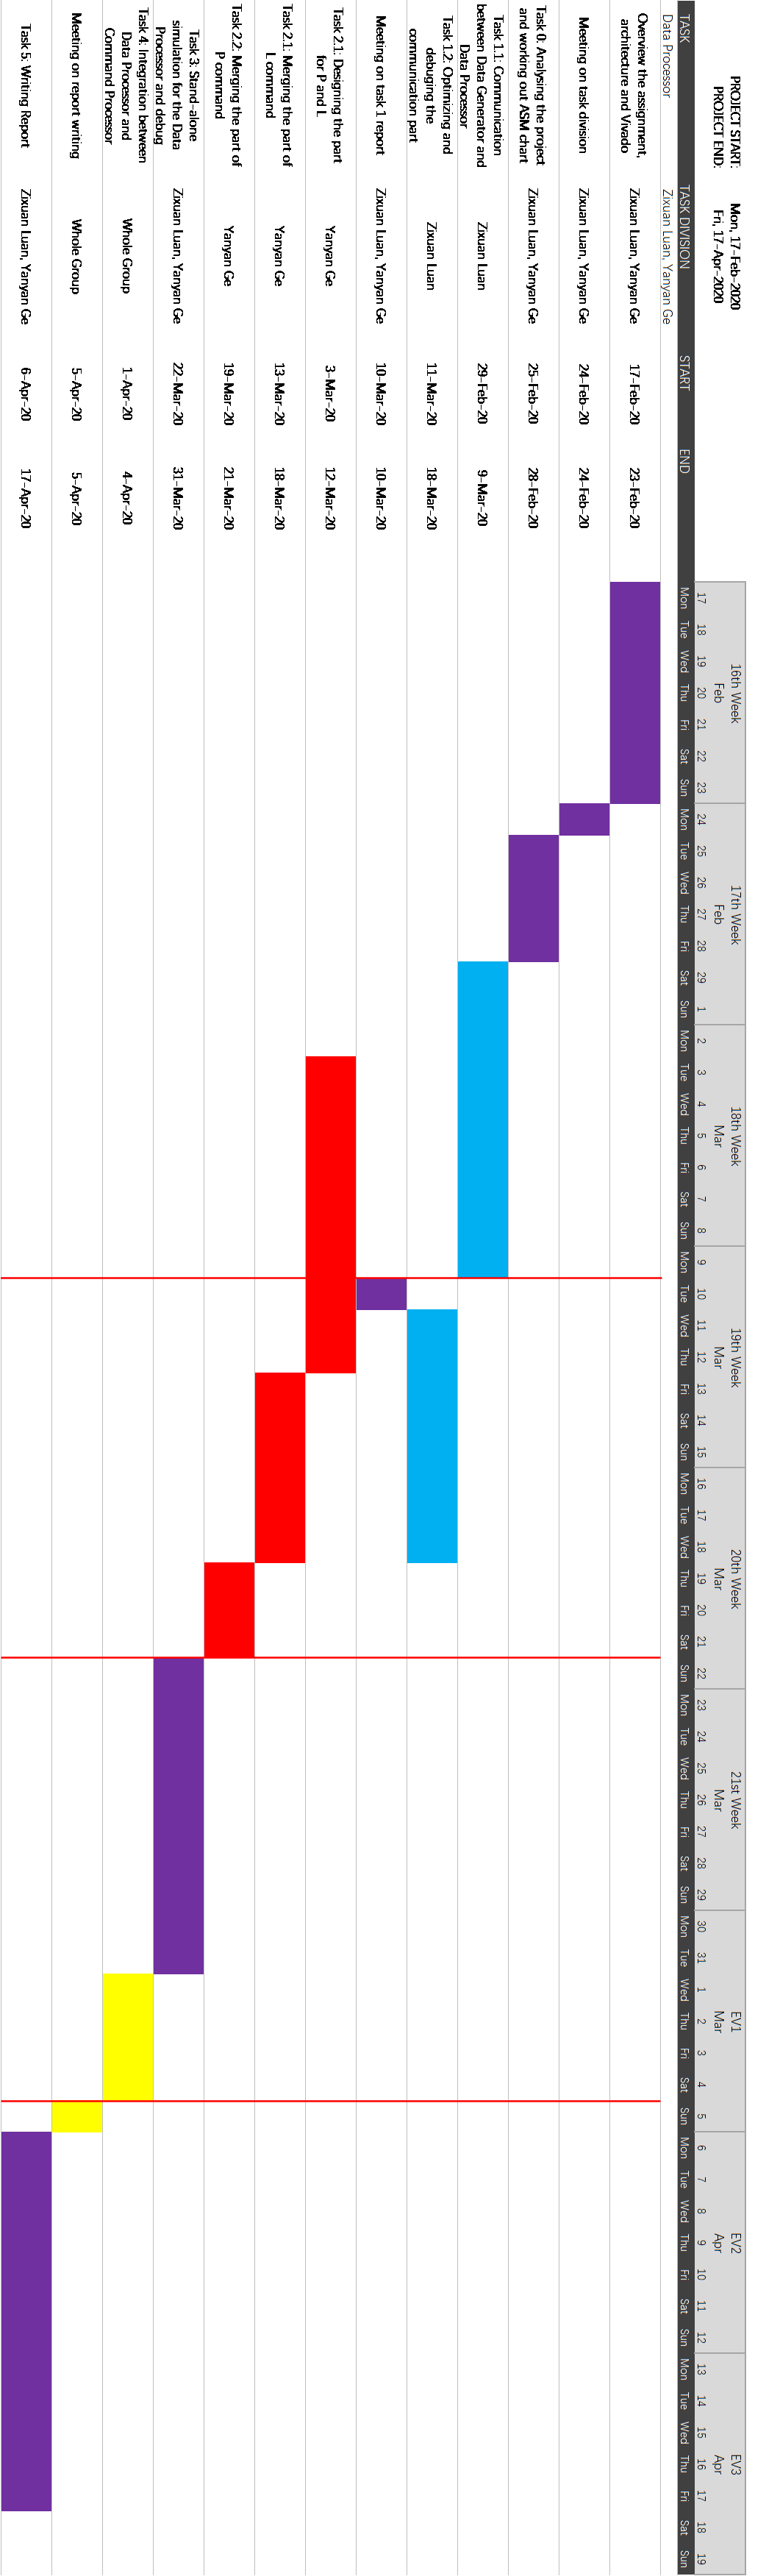 PROJECT START: Mon, 17-Feb-2020
PROJECT END: Fri, 17-Apr-2020
16th Week 17th Week 18th Week 19th Week 20th Week 21st Week EV1 EV2 EV3
Feb Feb Mar Mar Mar Mar Mar Apr Apr
17 18 19 20 21 22 23 24 25 26 27 28 29 1 2 3 4 5 6 7 8 9 10 11 12 13 14 15 16 17 18 19 20 21 22 23 24 25 26 27 28 29 30 31 1 2 3 4 5 6 7 8 9 10 11 12 13 14 15 16 17 18 19
TASK TASK DIVISION START END Mon Tue Wed Thu Fri Sat Sun Mon Tue Wed Thu Fri Sat Sun Mon Tue Wed Thu Fri Sat Sun Mon Tue Wed Thu Fri Sat Sun Mon Tue Wed Thu Fri Sat Sun Mon Tue Wed Thu Fri Sat Sun Mon Tue Wed Thu Fri Sat Sun Mon Tue Wed Thu Fri Sat Sun Mon Tue Wed Thu Fri Sat Sun
Data Processor Zixuan Luan, Yanyan Ge
Overview the assignment,
architecture and Vivado
Zixuan Luan, Yanyan Ge 17-Feb-20 23-Feb-20
Meeting on task division Zixuan Luan, Yanyan Ge 24-Feb-20 24-Feb-20
Task 0: Analysing the project
and working out ASM chart
Zixuan Luan, Yanyan Ge 25-Feb-20 28-Feb-20
Task 1.1: Communication
between Data Generator and
Data Processor
Zixuan Luan 29-Feb-20 9-Mar-20
Task 1.2: Optimizing and
debuging the
communication part
Zixuan Luan 11-Mar-20 18-Mar-20
Meeting on task 1 report Zixuan Luan, Yanyan Ge 10-Mar-20 10-Mar-20
Task 2.1: Designing the part
for P and L
Yanyan Ge 3-Mar-20 12-Mar-20
Task 2.1: Merging the part of
L command
Yanyan Ge 13-Mar-20 18-Mar-20
Task 2.2: Merging the part of
P command
Yanyan Ge 19-Mar-20 21-Mar-20
Task 3: Stand-alone
simulation for the Data
Processor and debug
Zixuan Luan, Yanyan Ge 22-Mar-20 31-Mar-20
Task 4: Integration between
Data Processor and
Command Processor
Whole Group 1-Apr-20 4-Apr-20
Meeting on report writing Whole Group 5-Apr-20 5-Apr-20
Task 5: Writing Report Zixuan Luan, Yanyan Ge 6-Apr-20 17-Apr-20